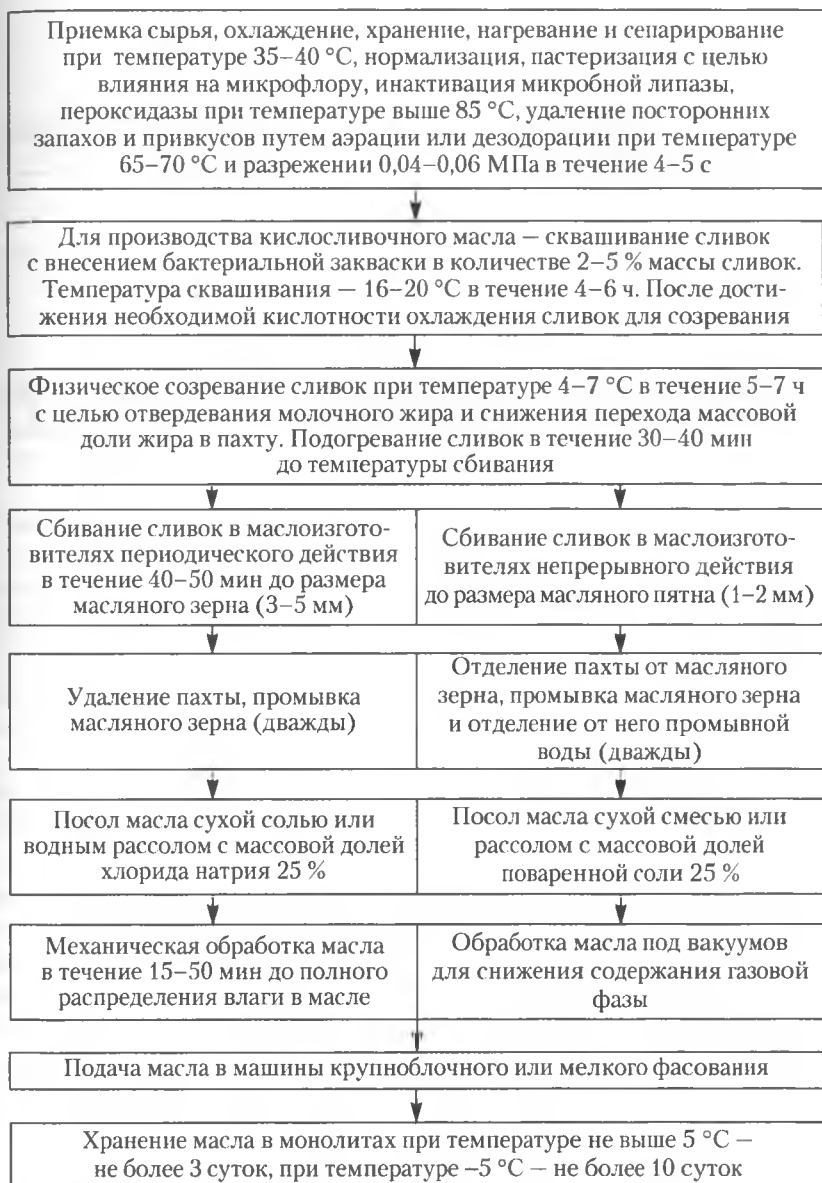 Приемка сырья, охлаждение, хранение, нагревание и сепарирование
при температуре 35–40 °С, нормализация, пастеризация с целью
влияния на микрофлору, инактивация микробной липазы,
пероксидазы при температуре выше 85 °С, удаление посторонних
запахов и привкусов путем аэрации или дезодорации при температуре
65–70 °С и разрежении 0,04–0,06 МПа в течение 4–5 с
Для производства кислосливочного масла – сквашивание сливок
с внесением бактериальной закваски в количестве 2–5 % массы сливок.
Температура сквашивания – 16–20 °С в течение 4–6 ч. После дости-
жения необходимой кислотности охлаждения сливок для созревания
Физическое созревание сливок при температуре 4–7 °С в течение 5–7 ч
с целью отвердевания молочного жира и снижения перехода массовой
доли жира в пахту. Подогревание сливок в течение 30–40 мин
до температуры сбивания
Сбивание сливок в маслоизгото-
вителях периодического действия
в течение 40–50 мин до размера
масляного зерна (3–5 мм)
Сбивание сливок в маслоизгото-
вителях непрерывного действия
до размера масляного пятна (1–2 мм)
Удаление пахты, промывка
масляного зерна (дважды)
Отделение пахты от масляного
зерна, промывка масляного зерна
и отделение от него промывной
воды (дважды)
Посол масла сухой солью или
водным рассолом с массовой долей
хлорида натрия 25 %
Посол масла сухой смесью или
рассолом с массовой долей
поваренной соли 25 %
Механическая обработка масла
в течение 15–50 мин до полного
распределения влаги в масле
Обработка масла под вакуумов
для снижения содержания газовой
фазы
Подача масла в машины крупноблочного или мелкого фасования
Хранение масла в монолитах при температуре не выше 5 °С –
не более 3 суток, при температуре –5 °С – не более 10 суток